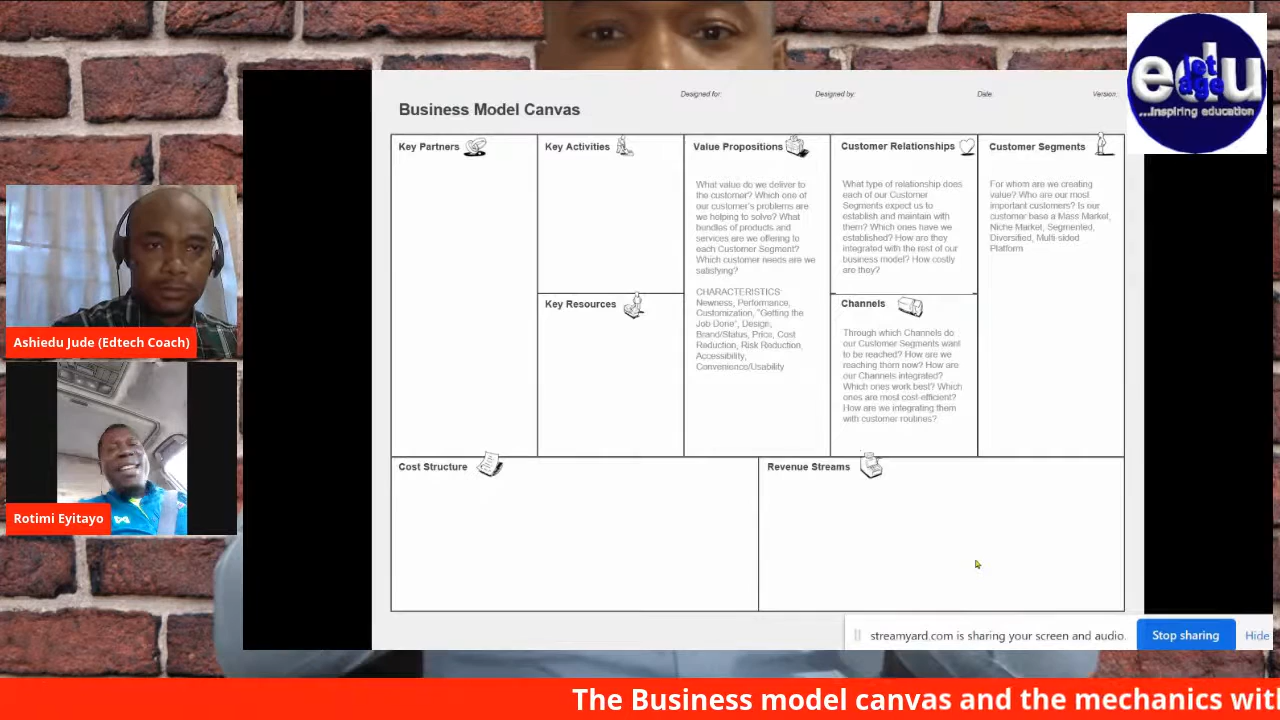 Designed for:
Designed by:
Date:
Version:
Business Model Canvas
edu
let
age
...inspiring education
Key Partners
Key Activities
Key Resources
Value Propositions
What value do we deliver to
the customer? Which one of
our customer's problems are
we helping to solve? What
bundles of products and
services are we offering to
each Customer Segment?
Which customer needs are we
satisfying?
CHARACTERISTICS:
Newness, Performance,
Customization, "Getting the
Job Done", Design,
Brand/Status, Price, Cost
Reduction, Risk Reduction,
Accessibility,
Convenience/Usability
Customer Relationships
What type of relationship does
each of our Customer
Segments expect us to
establish and maintain with
them? Which ones have we
established? How are they
integrated with the rest of our
business model? How costly
are they?
Channels
Through which Channels do
our Customer Segments want
to be reached? How are we
reaching them now? How are
our Channels integrated?
Which ones work best? Which
ones are most cost-efficient?
How are we integrating them
with customer routines?
Customer Segments
For whom are we creating
value? Who are our most
important customers? Is our
customer base a Mass Market,
Niche Market, Segmented,
Diversified, Multi-sided
Platform
Cost Structure
Revenue Streams
Ashiedu Jude (Edtech Coach)
Rotimi Eyitayo
streamyard.com is sharing your screen and audio.
Stop sharing
Hide
The Business model canvas and the mechanics wit